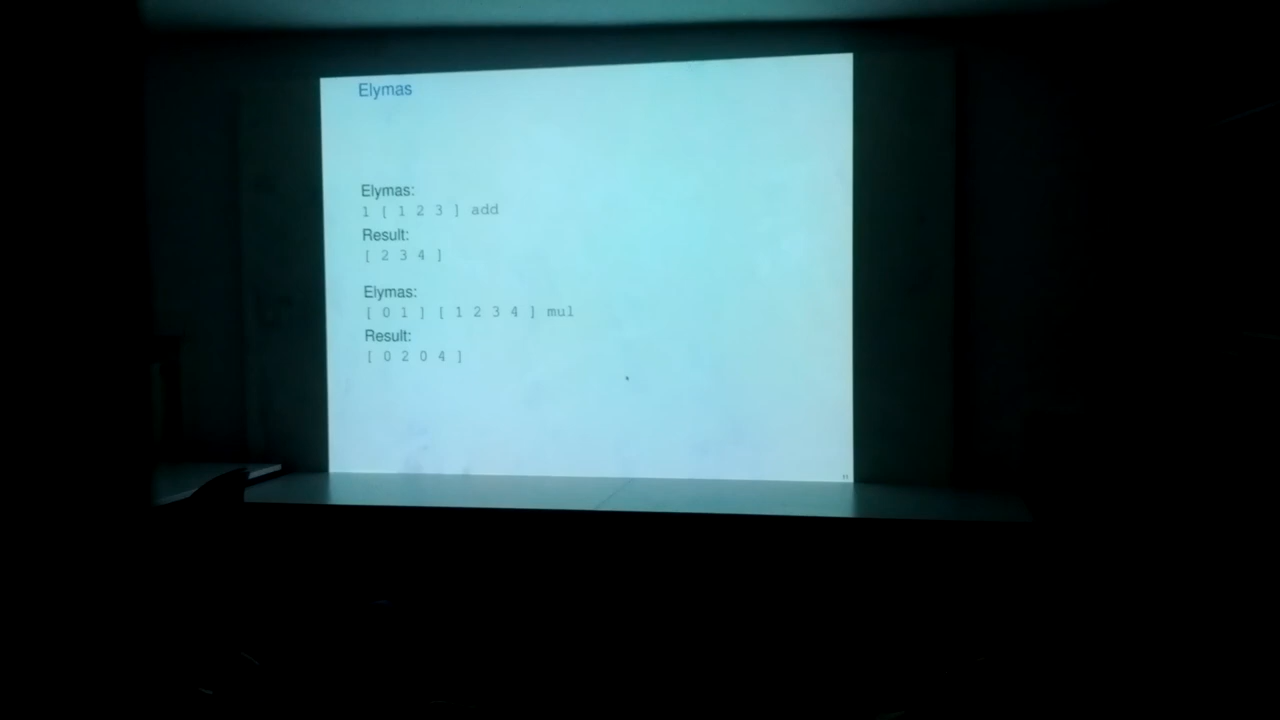 Elymas
Elymas:
1 [ 1 2 3 ] add
Result:
[ 2 3 4 ]
Elymas:
[ 0 1 ] [ 1 2 3 4 ] mul
Result:
[ 0 2 0 4 ]